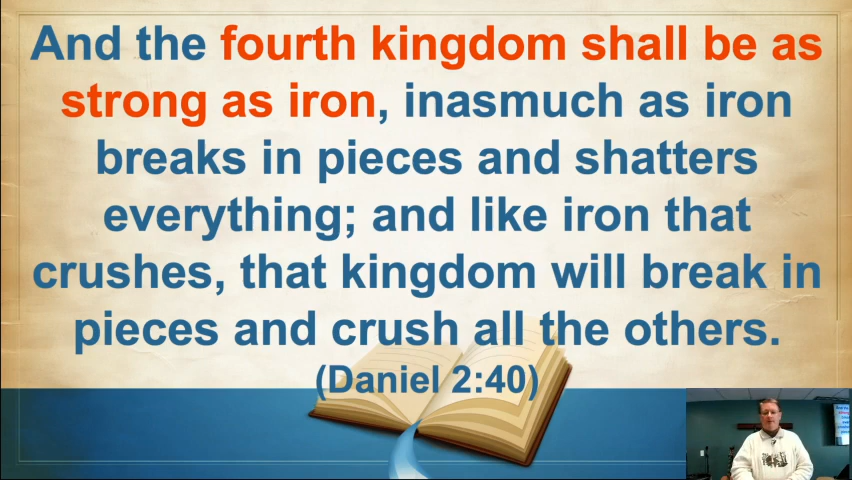 And the fourth kingdom shall be as
strong as iron, inasmuch as iron
breaks in pieces and shatters
everything; and like iron that
crushes, that kingdom will break in
pieces and crush all the others.
(Daniel 2:40)